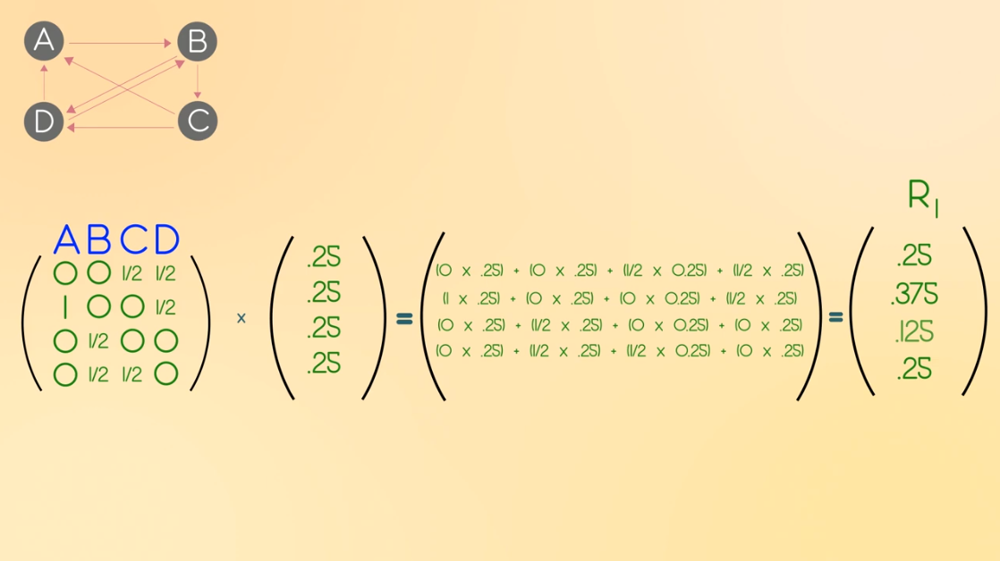 A B
D C
R1
A B C D
0 0 1/2 1/2
1 0 0 1/2
0 1/2 0 0
0 1/2 1/2 0
x
.25
.25
.25
.25
=
(0 x .25) + (0 x .25) + (1/2 x 0.25) + (1/2 x .25)
(1 x .25) + (0 x .25) + (0 x 0.25) + (1/2 x .25)
(0 x .25) + (1/2 x .25) + (0 x 0.25) + (0 x .25)
(0 x .25) + (1/2 x .25) + (1/2 x 0.25) + (0 x .25)
=
.25
.375
.125
.25